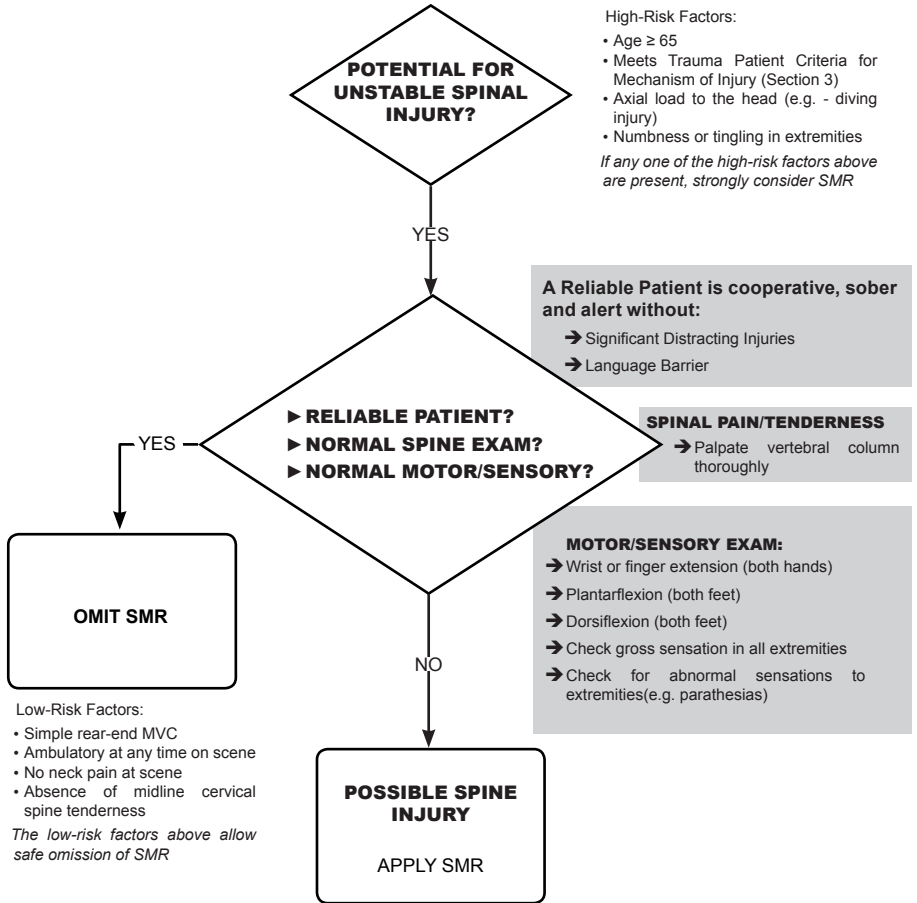 POTENTIAL FOR
UNSTABLE SPINAL
INJURY?
High-Risk Factors:
• Age ≥ 65
• Meets Trauma Patient Criteria for
Mechanism of Injury (Section 3)
• Axial load to the head (e.g. - diving
injury)
• Numbness or tingling in extremities
If any one of the high-risk factors above
are present, strongly consider SMR
YES
A Reliable Patient is cooperative, sober
and alert without:
➔ Significant Distracting Injuries
➔ Language Barrier
► RELIABLE PATIENT?
► NORMAL SPINE EXAM?
► NORMAL MOTOR/SENSORY?
SPINAL PAIN/TENDERNESS
➔ Palpate vertebral column
thoroughly
YES
MOTOR/SENSORY EXAM:
➔ Wrist or finger extension (both hands)
➔ Plantarflexion (both feet)
➔ Dorsiflexion (both feet)
➔ Check gross sensation in all extremities
➔ Check for abnormal sensations to
extremities(e.g. parathesias)
OMIT SMR
NO
Low-Risk Factors:
• Simple rear-end MVC
• Ambulatory at any time on scene
• No neck pain at scene
• Absence of midline cervical
spine tenderness
The low-risk factors above allow
safe omission of SMR
POSSIBLE SPINE
INJURY
APPLY SMR